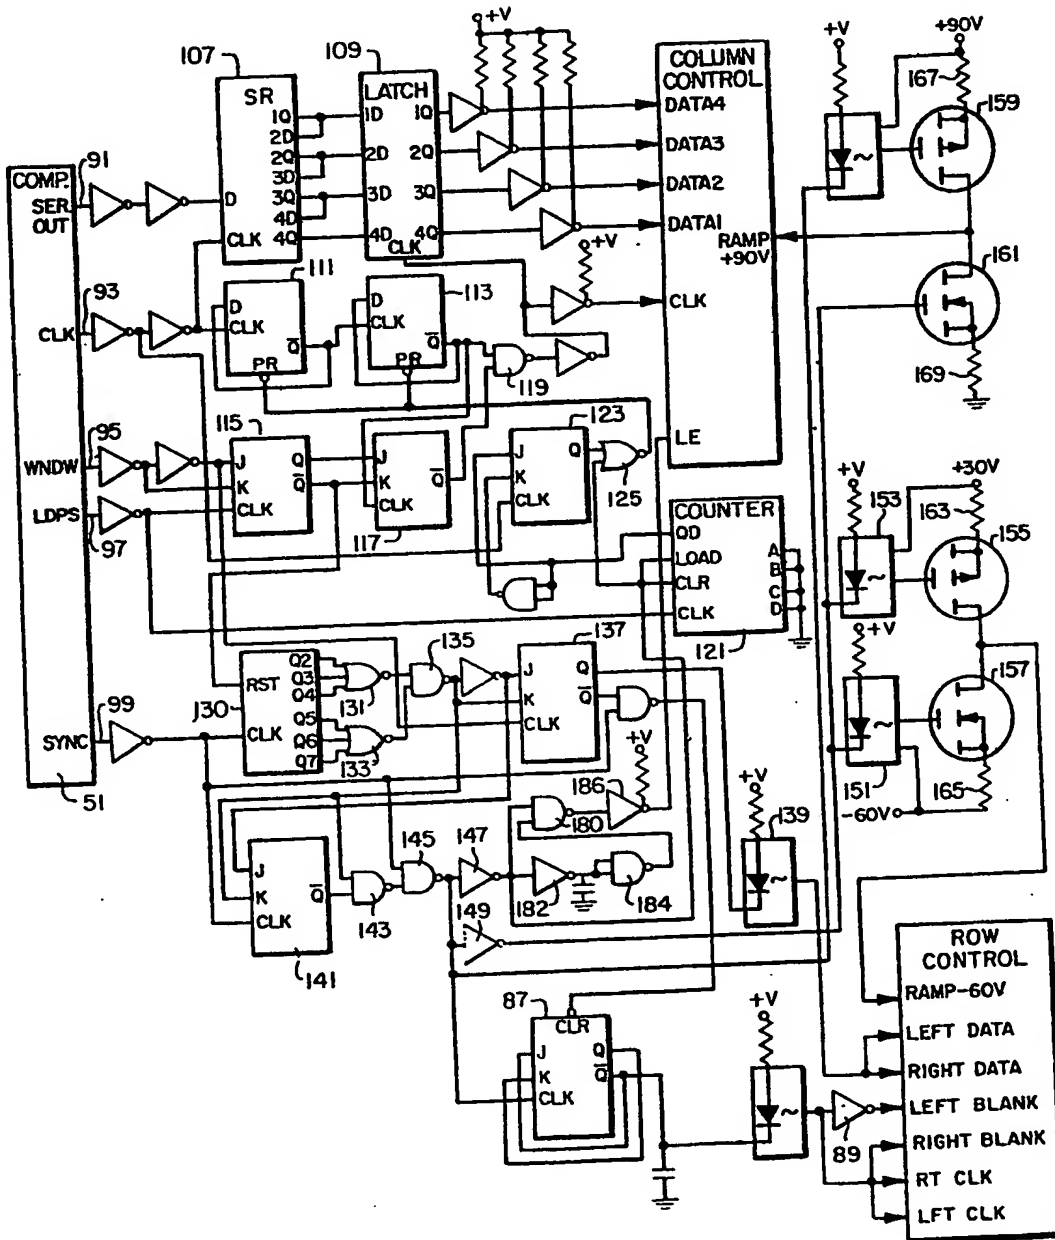 +V
107
109
SR
1Q
2D
2Q
3D
3Q
4D
4Q
D
CLK
LATCH
1D
2D
3D
4D
1Q
2Q
3Q
4Q
CLK
COLUMN
CONTROL
DATA4
DATA3
DATA2
DATA1
RAMP
+90V
CLK
LE
+V
+90V
167
159
161
169
91
COMP.
SER
OUT
93
CLK
111
D
CLK
Q
PR
113
D
CLK
Q
PR
+V
119
95
WNDW
LDPS
97
115
J
K
CLK
Q
Q
J
K
CLK
Q
117
123
J
K
CLK
Q
125
COUNTER
QD
LOAD
CLR
CLK
A
B
C
D
121
+V
153
+30V
163
155
+V
151
157
165
-60V
99
SYNC
51
130
RST
CLK
Q2
Q3
Q4
Q5
Q6
Q7
131
133
135
137
J
K
CLK
Q
Q
+V
186
180
182
184
+V
139
J
K
CLK
Q
141
143
145
147
149
87
CLR
J
K
CLK
Q
Q
+V
89
ROW
CONTROL
RAMP-60V
LEFT DATA
RIGHT DATA
LEFT BLANK
RIGHT BLANK
RT CLK
LFT CLK